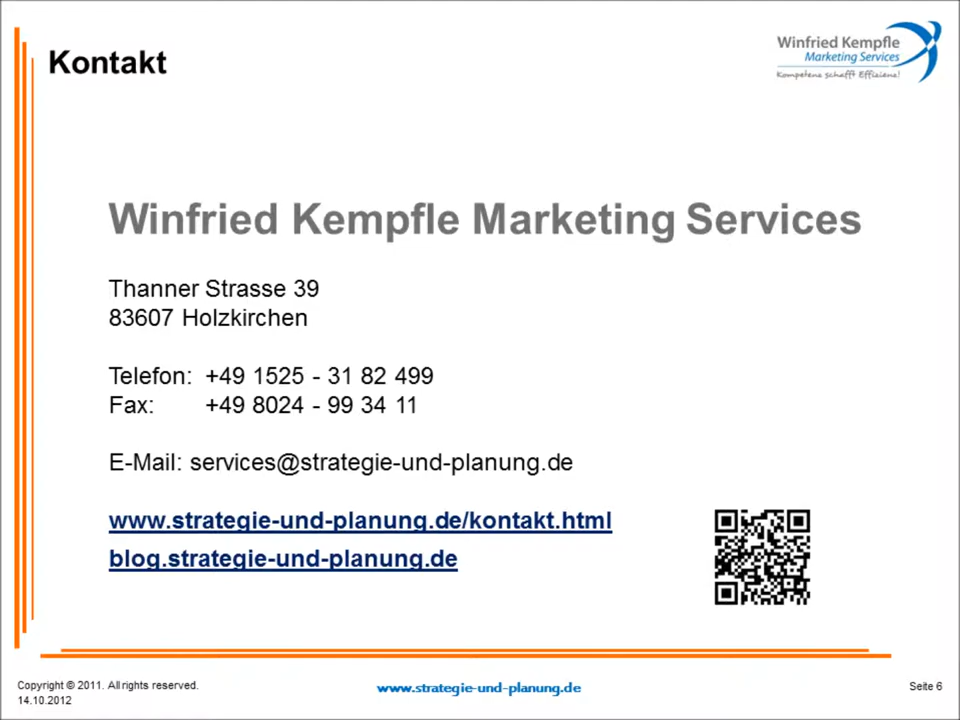 Kontakt
Winfried Kempfle
Marketing Services
Kompetenz schafft Effizienz!
Winfried Kempfle Marketing Services
Thanner Strasse 39
83607 Holzkirchen
Telefon: +49 1525 - 31 82 499
Fax: +49 8024 - 99 34 11
E-Mail: services@strategie-und-planung.de
www.strategie-und-planung.de/kontakt.html
blog.strategie-und-planung.de
Copyright © 2011. All rights reserved.
14.10.2012
www.strategie-und-planung.de
Seite 6